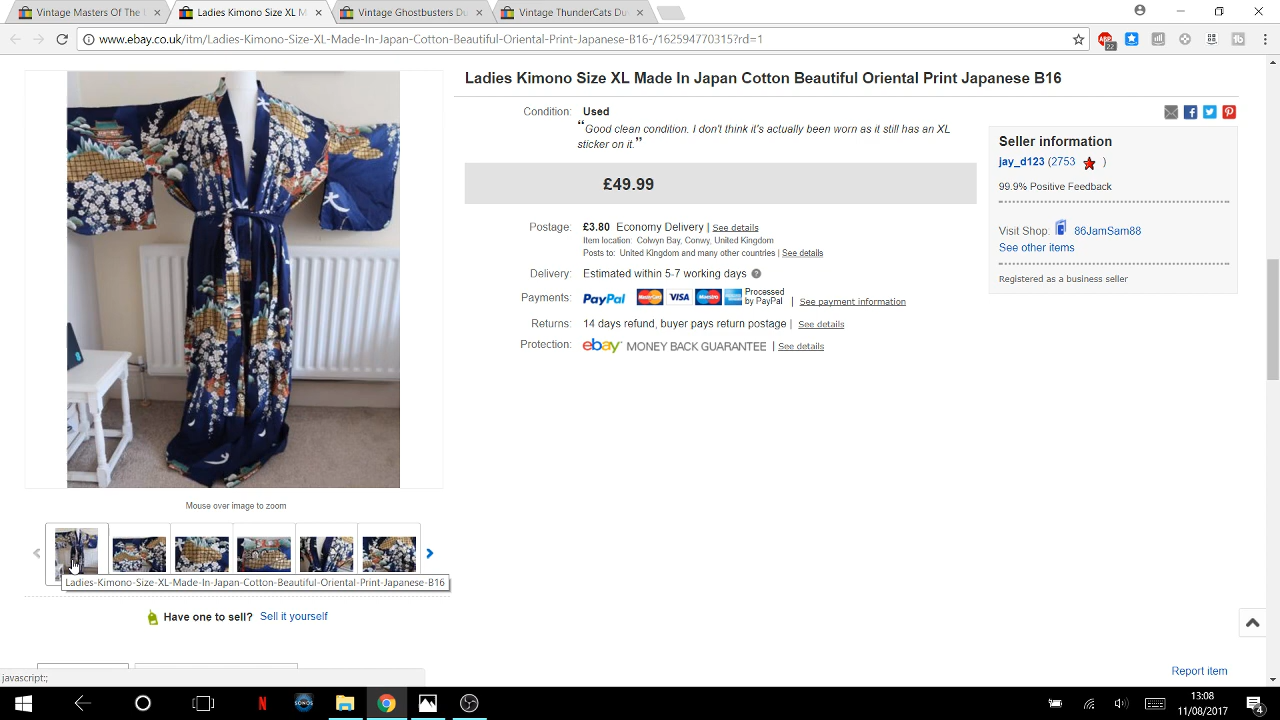 Vintage Masters Of The
Ladies Kimono Size XL M
Vintage Ghostbusters Du
Vintage ThunderCats Du
www.ebay.co.uk/itm/Ladies-Kimono-Size-XL-Made-In-Japan-Cotton-Beautiful-Oriental-Print-Japanese-B16-/162594770315?rd=1
ABP
22
tb
Ladies Kimono Size XL Made In Japan Cotton Beautiful Oriental Print Japanese B16
Condition: Used
“Good clean condition. I don't think it's actually been worn as it still has an XL
sticker on it.”
£49.99
Postage: £3.80 Economy Delivery | See details
Item location: Colwyn Bay, Conwy, United Kingdom
Posts to: United Kingdom and many other countries | See details
Delivery: Estimated within 5-7 working days ?
Payments: PayPal MasterCard VISA Maestro Processed by PayPal | See payment information
Returns: 14 days refund, buyer pays return postage | See details
Protection: ebay MONEY BACK GUARANTEE | See details
Seller information
jay_d123 (2753 )
99.9% Positive Feedback
Visit Shop: 86JamSam88
See other items
Registered as a business seller
Mouse over image to zoom
Ladies-Kimono-Size-XL-Made-In-Japan-Cotton-Beautiful-Oriental-Print-Japanese-B16
Have one to sell? Sell it yourself
Report item
javascript:;
N
SONOS
13:08
11/08/2017
4